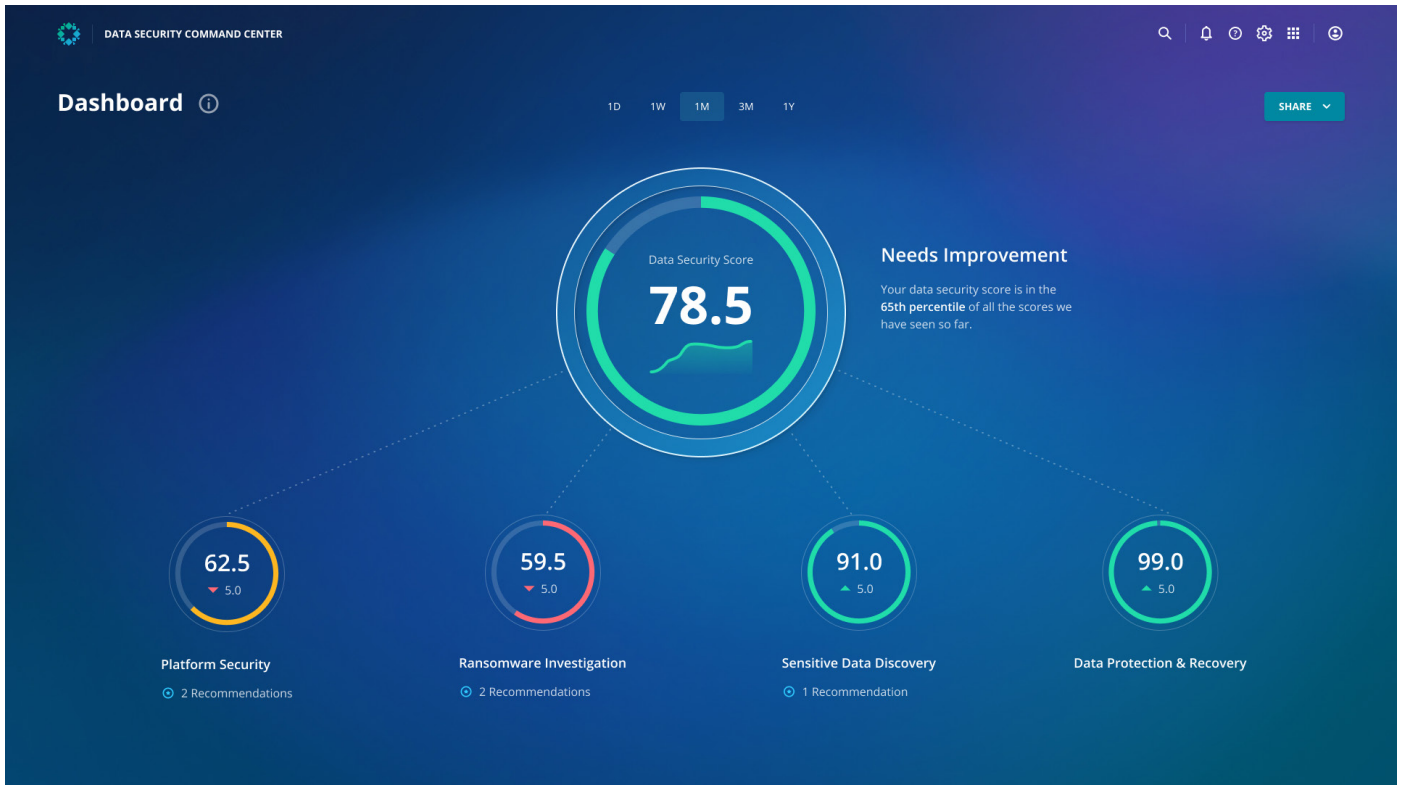 DATA SECURITY COMMAND CENTER
Dashboard
1D 1W 1M 3M 1Y
SHARE
Data Security Score
78.5
Needs Improvement
Your data security score is in the
65th percentile of all the scores we
have seen so far.
62.5
5.0
Platform Security
2 Recommendations
59.5
5.0
Ransomware Investigation
2 Recommendations
91.0
5.0
Sensitive Data Discovery
1 Recommendation
99.0
5.0
Data Protection & Recovery